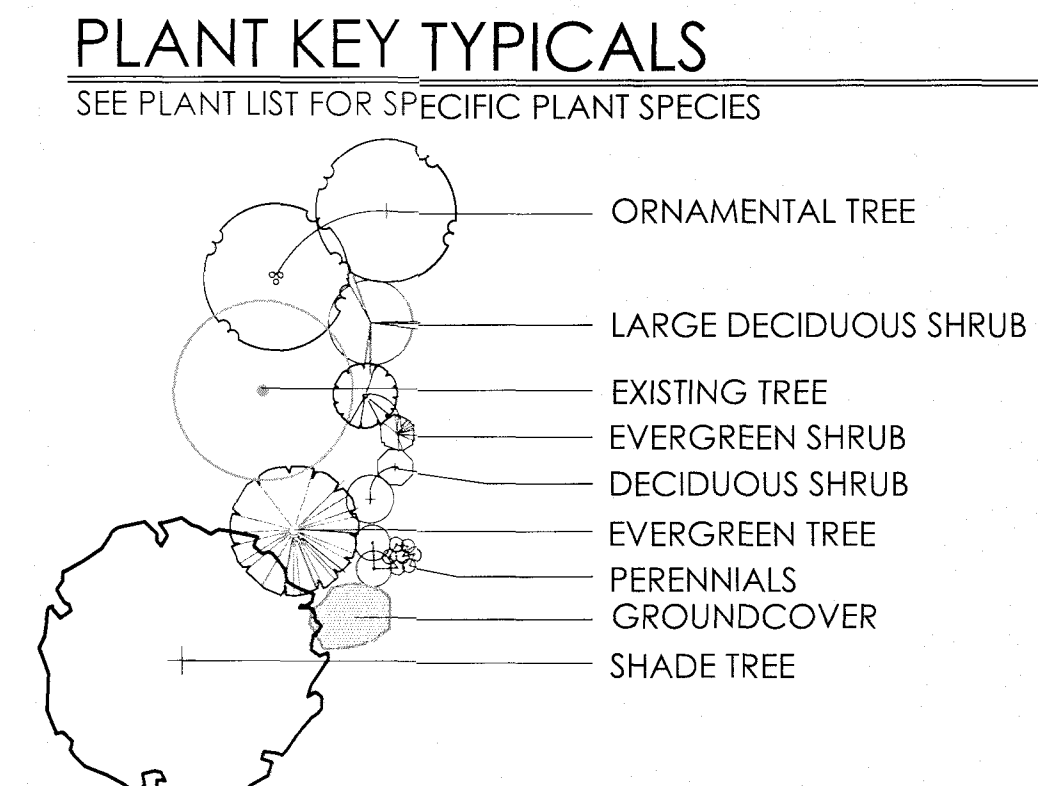 PLANT KEY TYPICALS
SEE PLANT LIST FOR SPECIFIC PLANT SPECIES
ORNAMENTAL TREE
LARGE DECIDUOUS SHRUB
EXISTING TREE
EVERGREEN SHRUB
DECIDUOUS SHRUB
EVERGREEN TREE
PERENNIALS
GROUNDCOVER
SHADE TREE